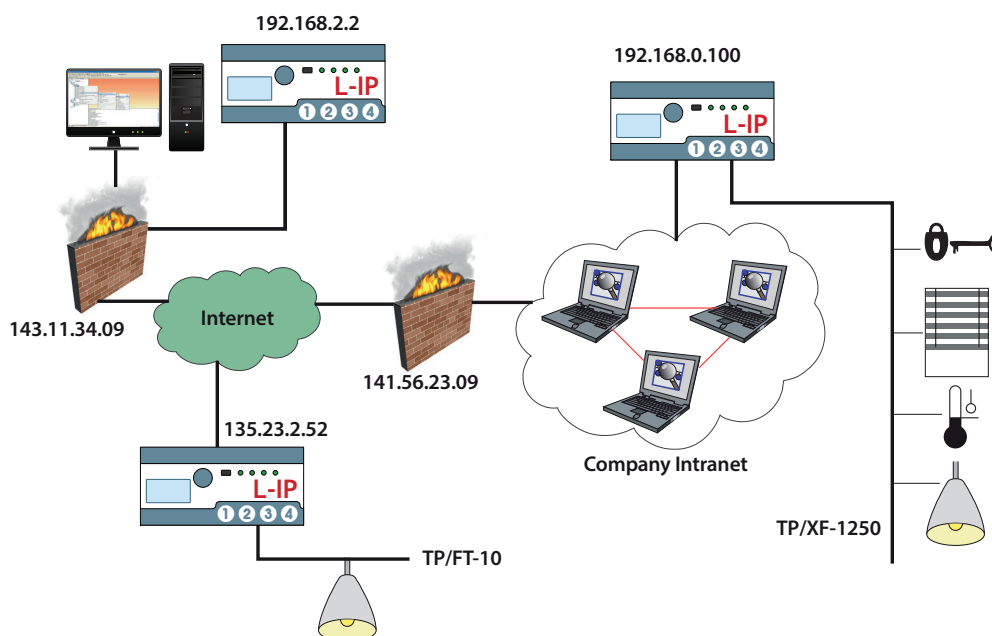 192.168.2.2
192.168.0.100
L-IP
1 2 3 4
L-IP
1 2 3 4
143.11.34.09
Internet
141.56.23.09
135.23.2.52
Company Intranet
L-IP
1 2 3 4
TP/XF-1250
TP/FT-10